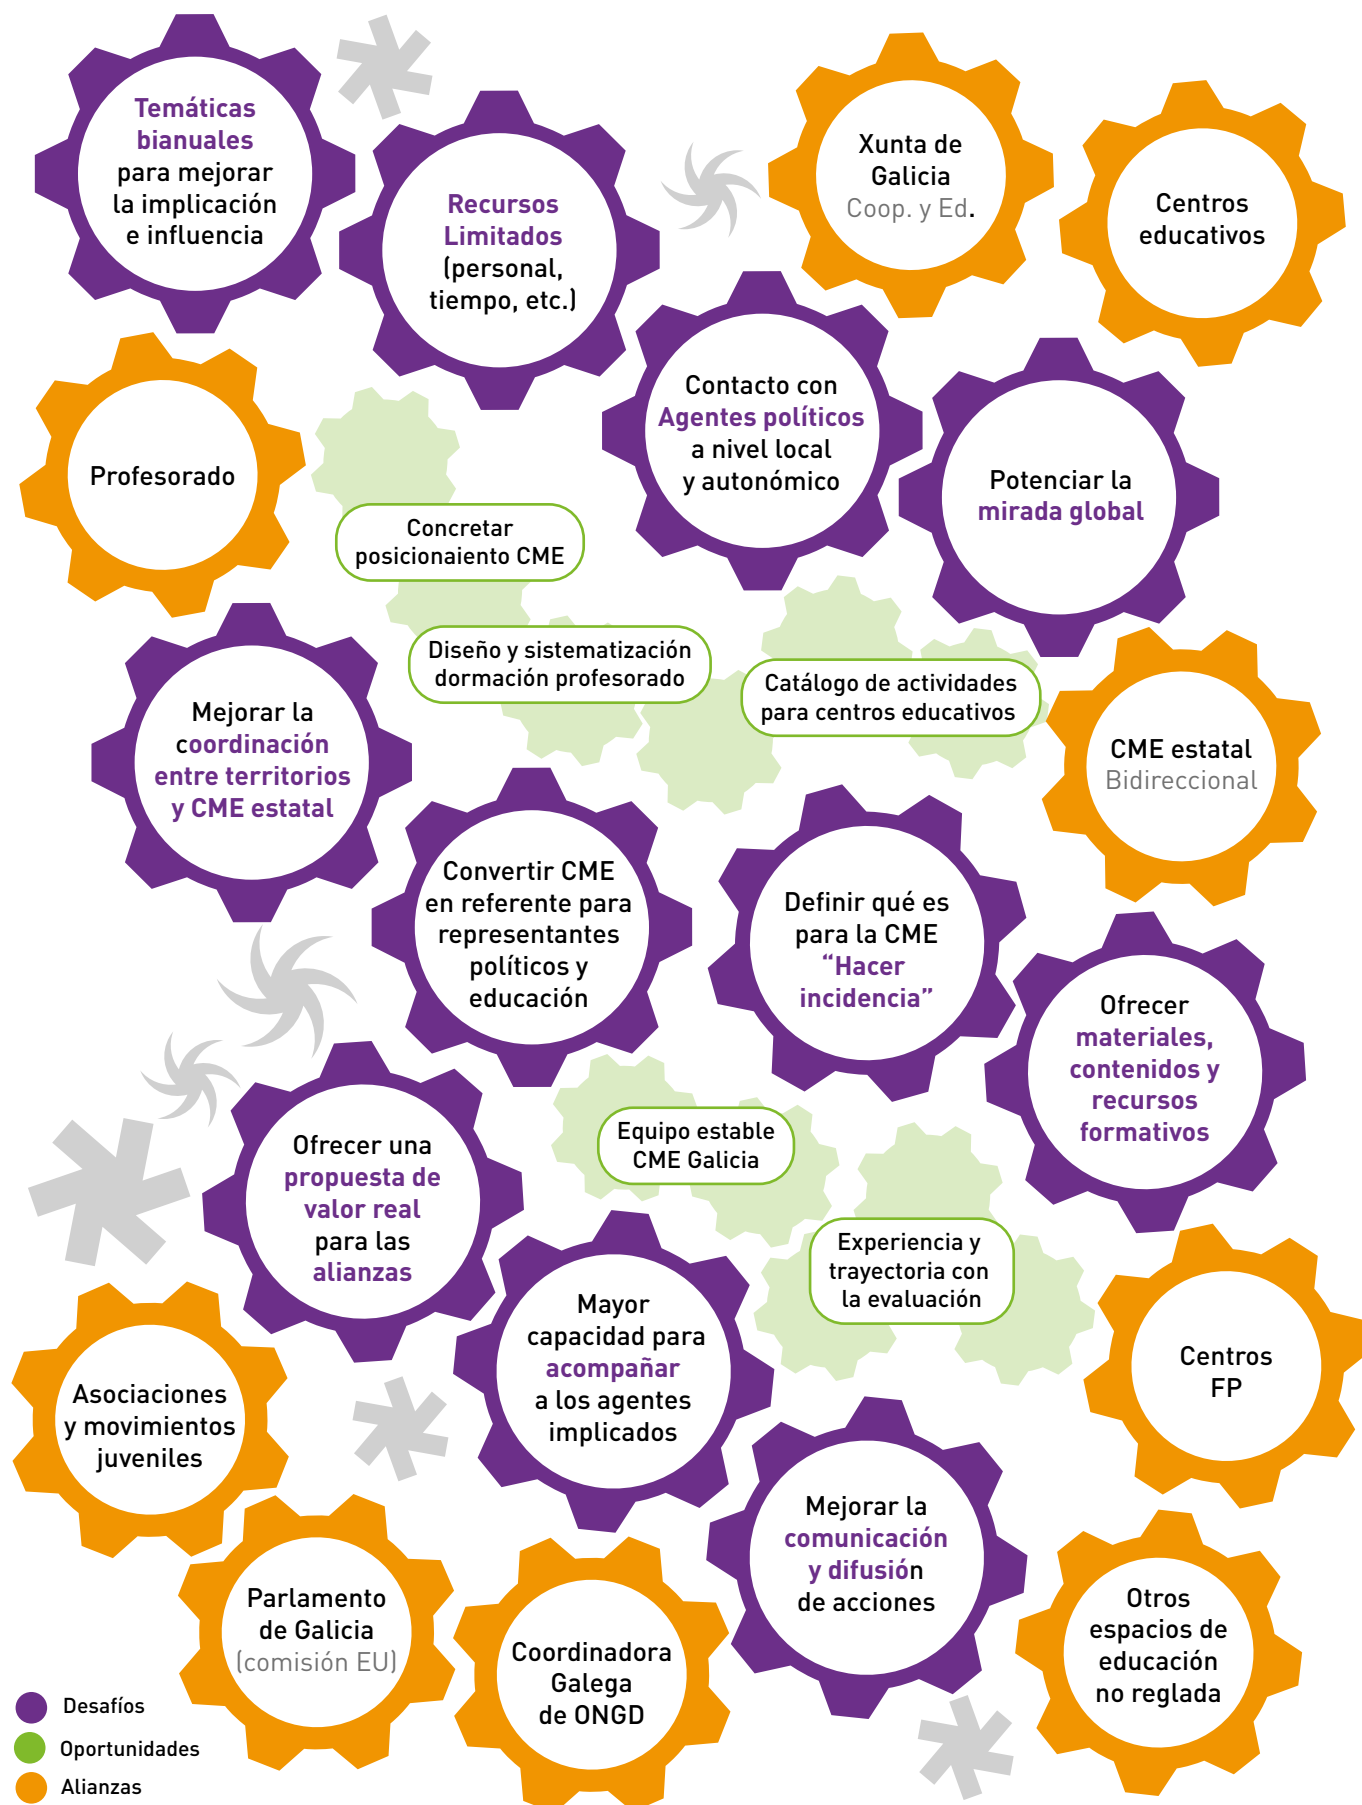 Temáticas
bianuales
para mejorar
la implicación
e influencia
Recursos
Limitados
(personal,
tiempo, etc.)
Xunta de
Galicia
Coop. y Ed.
Centros
educativos
Contacto con
Agentes políticos
a nivel local
y autonómico
Profesorado
Potenciar la
mirada global
Concretar
posicionaiento CME
Diseño y sistematización
dormación profesorado
Catálogo de actividades
para centros educativos
Mejorar la
coordinación
entre territorios
y CME estatal
CME estatal
Bidireccional
Convertir CME
en referente para
representantes
políticos y
educación
Definir qué es
para la CME
“Hacer
incidencia”
Ofrecer
materiales,
contenidos y
recursos
formativos
Ofrecer una
propuesta de
valor real
para las
alianzas
Equipo estable
CME Galicia
Experiencia y
trayectoria con
la evaluación
Mayor
capacidad para
acompañar
a los agentes
implicados
Centros
FP
Asociaciones
y movimientos
juveniles
Mejorar la
comunicación
y difusión
de acciones
Parlamento
de Galicia
(comisión EU)
Coordinadora
Galega
de ONGD
Otros
espacios de
educación
no reglada
Desafíos
Oportunidades
Alianzas